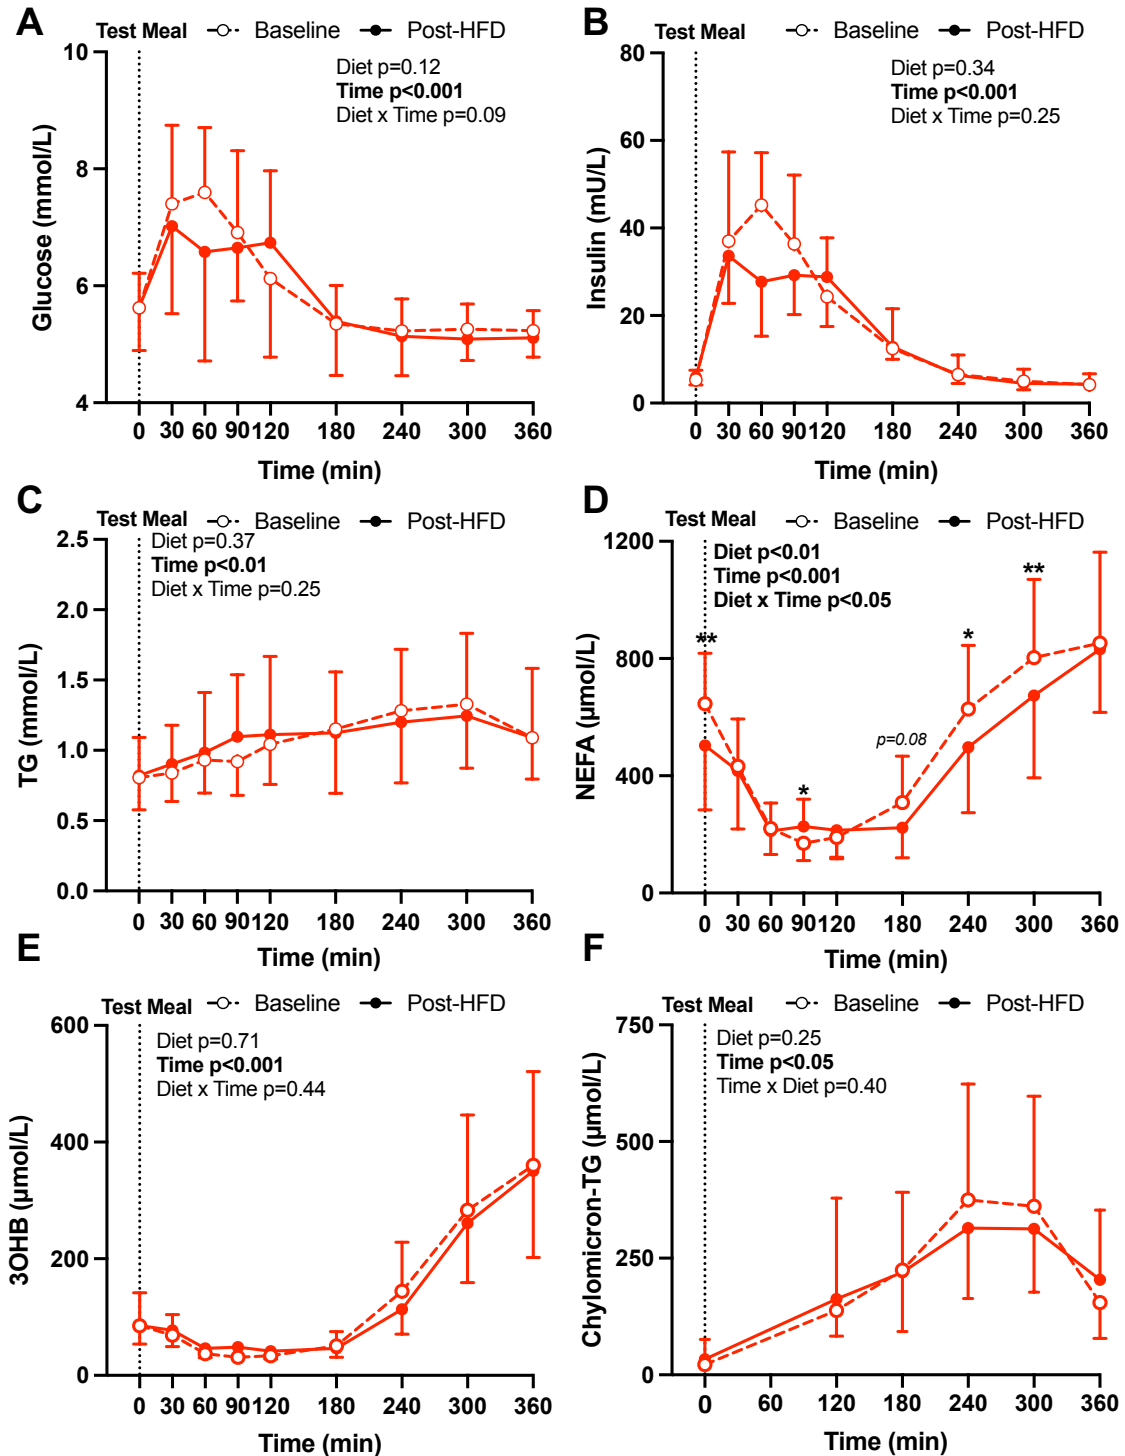 A
Test Meal Baseline Post-HFD
Diet p=0.12
Time p<0.001
Diet x Time p=0.09
Glucose (mmol/L)
10
8
6
4
0 30 60 90 120 180 240 300 360
Time (min)
B
Test Meal Baseline Post-HFD
Diet p=0.34
Time p<0.001
Diet x Time p=0.25
Insulin (mU/L)
80
60
40
20
0
0 30 60 90 120 180 240 300 360
Time (min)
C
Test Meal Baseline Post-HFD
Diet p=0.37
Time p<0.01
Diet x Time p=0.25
TG (mmol/L)
2.5
2.0
1.5
1.0
0.5
0.0
0 30 60 90 120 180 240 300 360
Time (min)
D
Test Meal Baseline Post-HFD
Diet p<0.01
Time p<0.001
Diet x Time p<0.05
NEFA (µmol/L)
1200
800
400
0
**
*
p=0.08
*
**
0 30 60 90 120 180 240 300 360
Time (min)
E
Test Meal Baseline Post-HFD
Diet p=0.71
Time p<0.001
Diet x Time p=0.44
3OHB (µmol/L)
600
400
200
0
0 30 60 90 120 180 240 300 360
Time (min)
F
Test Meal Baseline Post-HFD
Diet p=0.25
Time p<0.05
Time x Diet p=0.40
Chylomicron-TG (µmol/L)
750
500
250
0
0 60 120 180 240 300 360
Time (min)